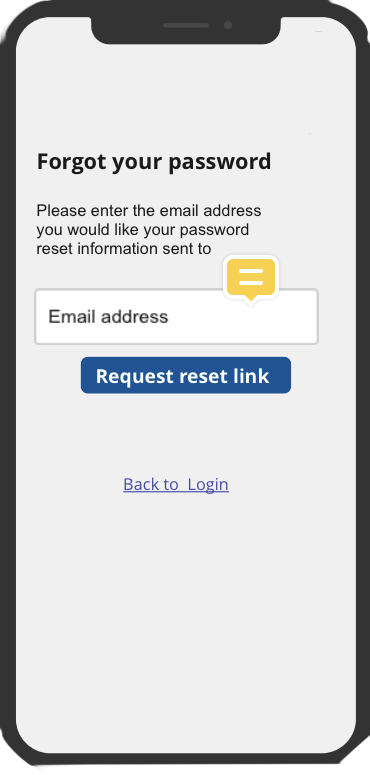 Forgot your password
Please enter the email address
you would like your password
reset information sent to
Email address
Request reset link
Back to  Login